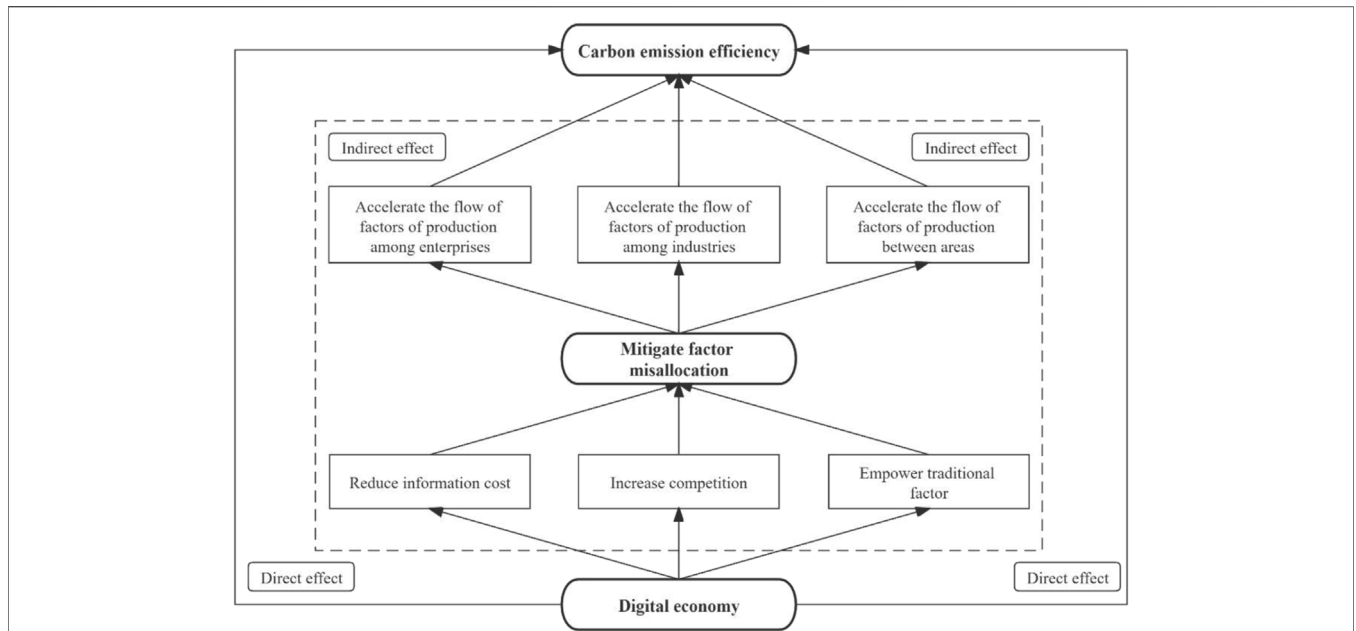 Carbon emission efficiency
Indirect effect
Indirect effect
Accelerate the flow of
factors of production
among enterprises
Accelerate the flow of
factors of production
among industries
Accelerate the flow of
factors of production
between areas
Mitigate factor
misallocation
Reduce information cost
Increase competition
Empower traditional
factor
Direct effect
Direct effect
Digital economy